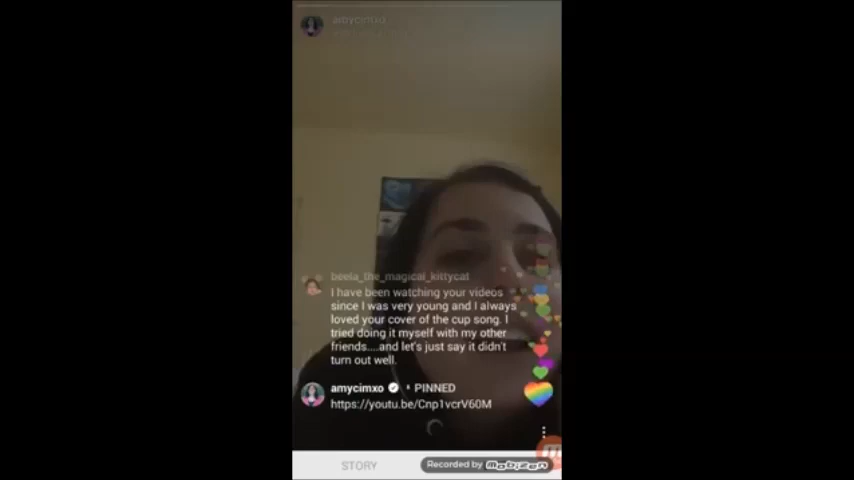 amycimxo
beela_the_magical_kittycat
I have been watching your videos
since I was very young and I always
loved your cover of the cup song. I
tried doing it myself with my other
friends....and let's just say it didn't
turn out well.
amycimxo PINNED
https://youtu.be/Cnp1vcrV60M
STORY
Recorded by mobizen